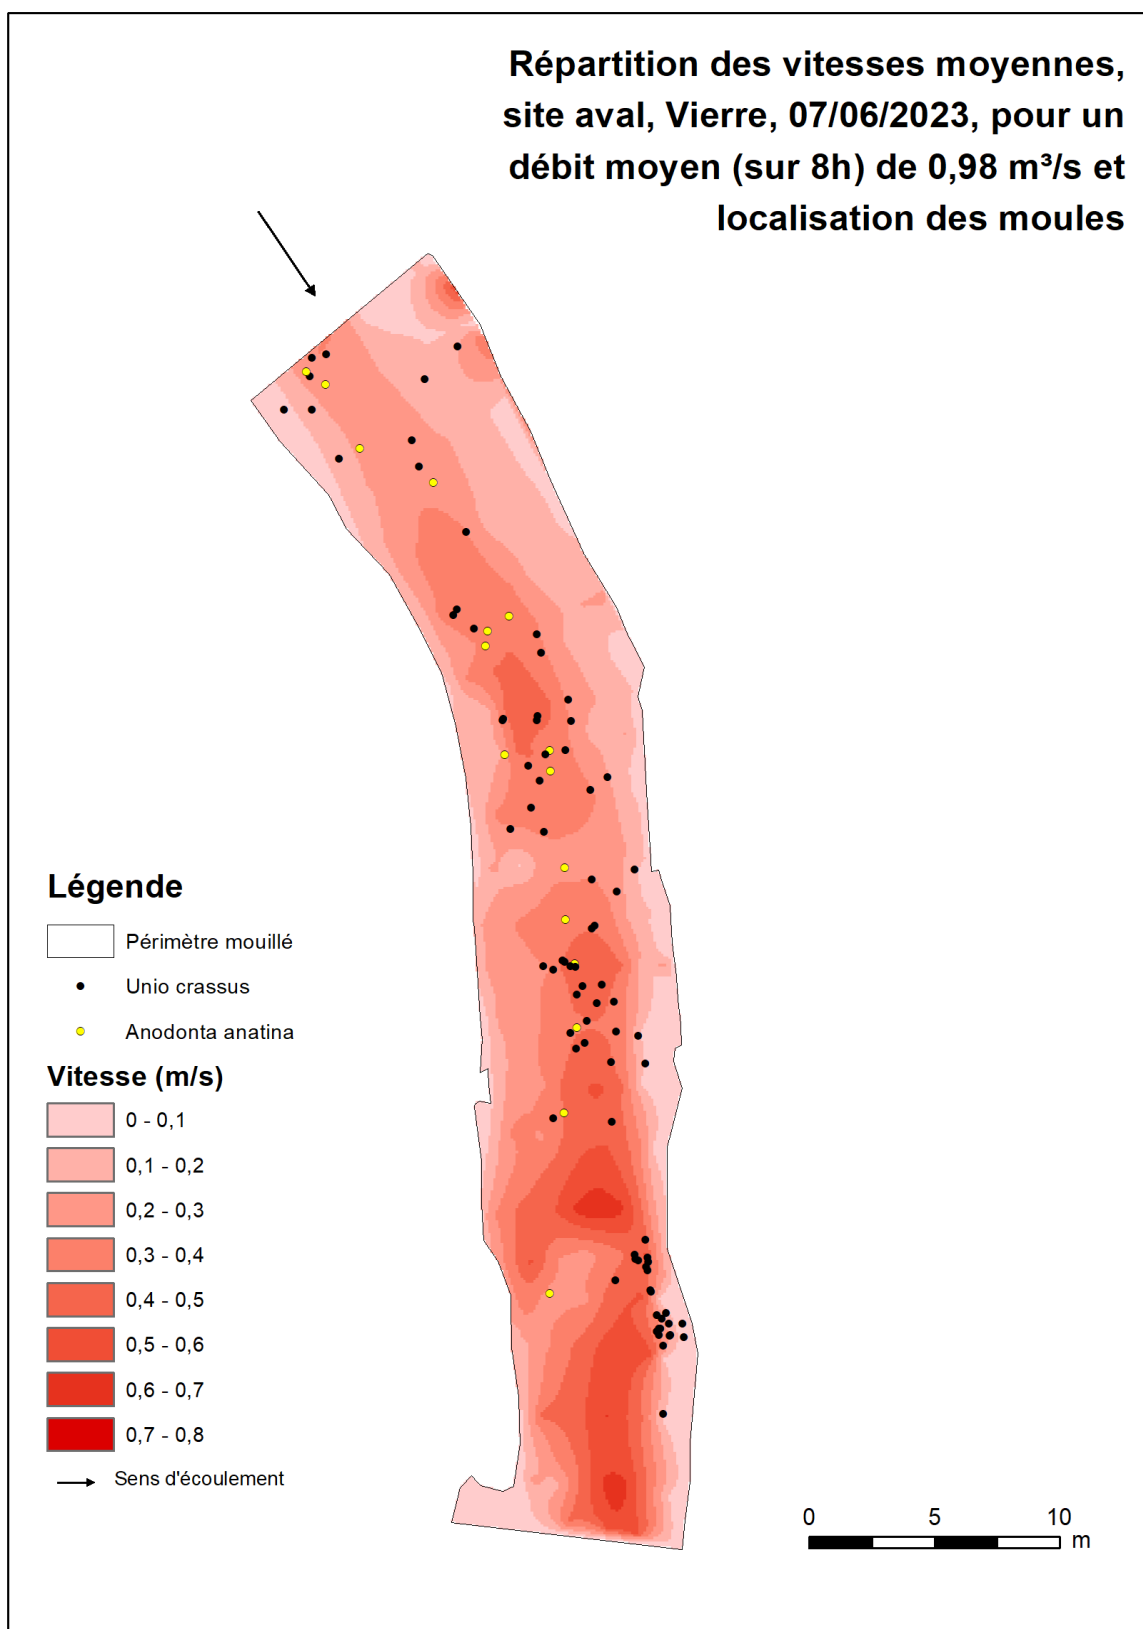 Répartition des vitesses moyennes,
site aval, Vierre, 07/06/2023, pour un
débit moyen (sur 8h) de 0,98 m³/s et
localisation des moules
Légende
Périmètre mouillé
Unio crassus
Anodonta anatina
Vitesse (m/s)
0 - 0,1
0,1 - 0,2
0,2 - 0,3
0,3 - 0,4
0,4 - 0,5
0,5 - 0,6
0,6 - 0,7
0,7 - 0,8
Sens d'écoulement
0 5 10
m